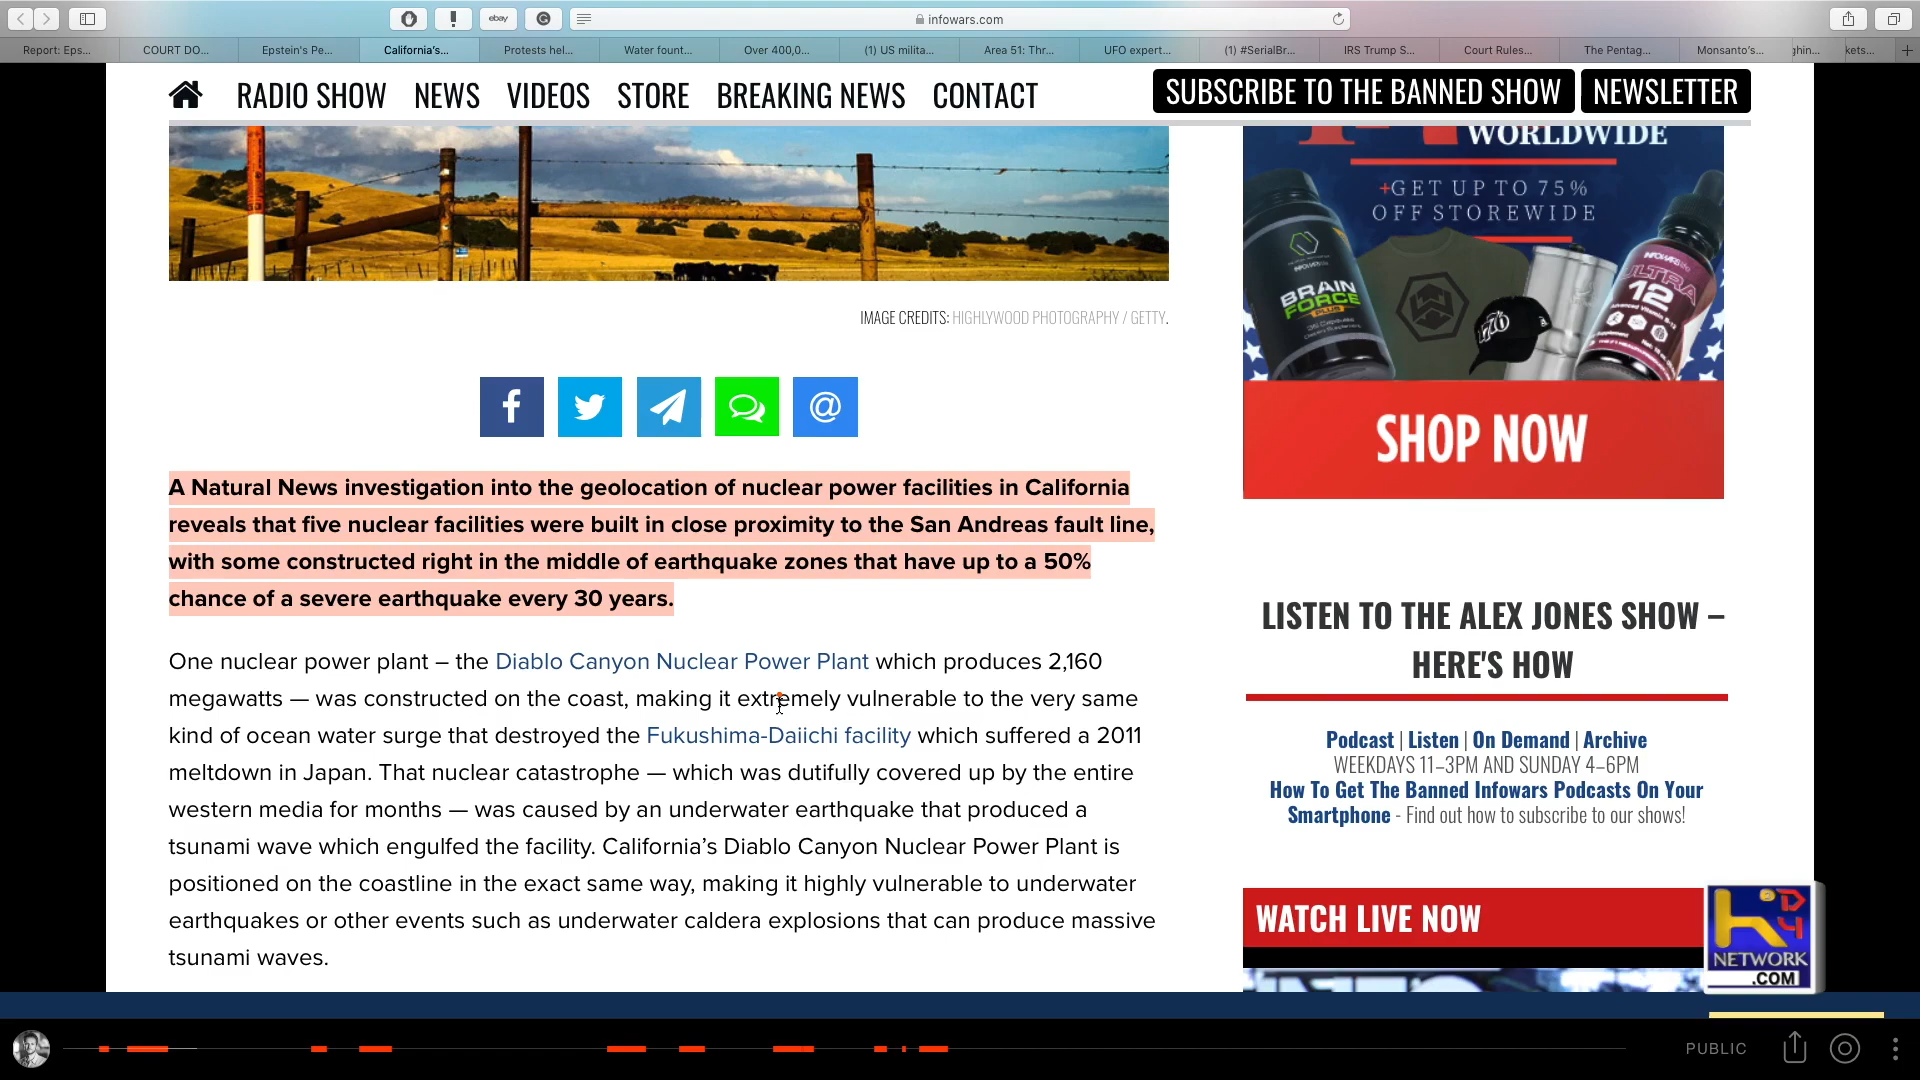 ebay
infowars.com
Report: Eps...
COURT DO...
Epstein's Pe...
California's...
Protests hel...
Water fount...
Over 400,0...
(1) US milita...
Area 51: Thr...
UFO expert...
(1) #SerialBr...
IRS Trump S...
Court Rules...
The Pentag...
Monsanto's...
RADIO SHOW NEWS VIDEOS STORE BREAKING NEWS CONTACT
SUBSCRIBE TO THE BANNED SHOW
NEWSLETTER
WORLDWIDE
+GET UP TO 75%
OFF STOREWIDE
BRAIN
FORCE
PLUS
1776
INFOWARS life
ULTRA
12
SHOP NOW
IMAGE CREDITS: HIGHLYWOOD PHOTOGRAPHY / GETTY.
A Natural News investigation into the geolocation of nuclear power facilities in California
reveals that five nuclear facilities were built in close proximity to the San Andreas fault line,
with some constructed right in the middle of earthquake zones that have up to a 50%
chance of a severe earthquake every 30 years.
One nuclear power plant – the Diablo Canyon Nuclear Power Plant which produces 2,160
megawatts — was constructed on the coast, making it extremely vulnerable to the very same
kind of ocean water surge that destroyed the Fukushima-Daiichi facility which suffered a 2011
meltdown in Japan. That nuclear catastrophe — which was dutifully covered up by the entire
western media for months — was caused by an underwater earthquake that produced a
tsunami wave which engulfed the facility. California's Diablo Canyon Nuclear Power Plant is
positioned on the coastline in the exact same way, making it highly vulnerable to underwater
earthquakes or other events such as underwater caldera explosions that can produce massive
tsunami waves.
LISTEN TO THE ALEX JONES SHOW –
HERE'S HOW
Podcast | Listen | On Demand | Archive
WEEKDAYS 11–3PM AND SUNDAY 4–6PM
How To Get The Banned Infowars Podcasts On Your
Smartphone - Find out how to subscribe to our shows!
WATCH LIVE NOW
NETWORK
.COM
PUBLIC